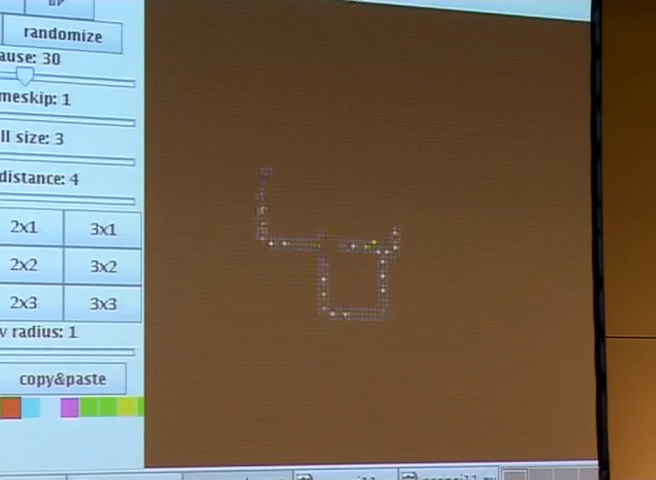 randomize
ause: 30
meskip: 1
ll size: 3
distance: 4
2x1 3x1
2x2 3x2
2x3 3x3
v radius: 1
copy&paste